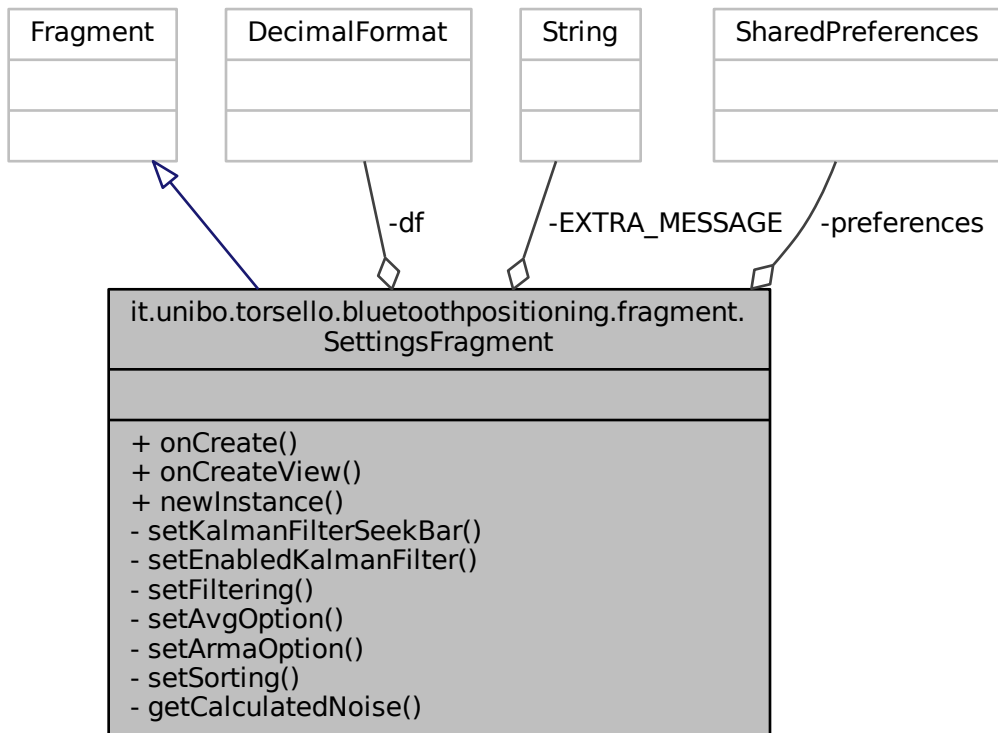 Fragment
DecimalFormat
String
SharedPreferences
-df
-EXTRA_MESSAGE
-preferences
it.unibo.torsello.bluetoothpositioning.fragment.
SettingsFragment
+ onCreate()
+ onCreateView()
+ newInstance()
- setKalmanFilterSeekBar()
- setEnabledKalmanFilter()
- setFiltering()
- setAvgOption()
- setArmaOption()
- setSorting()
- getCalculatedNoise()